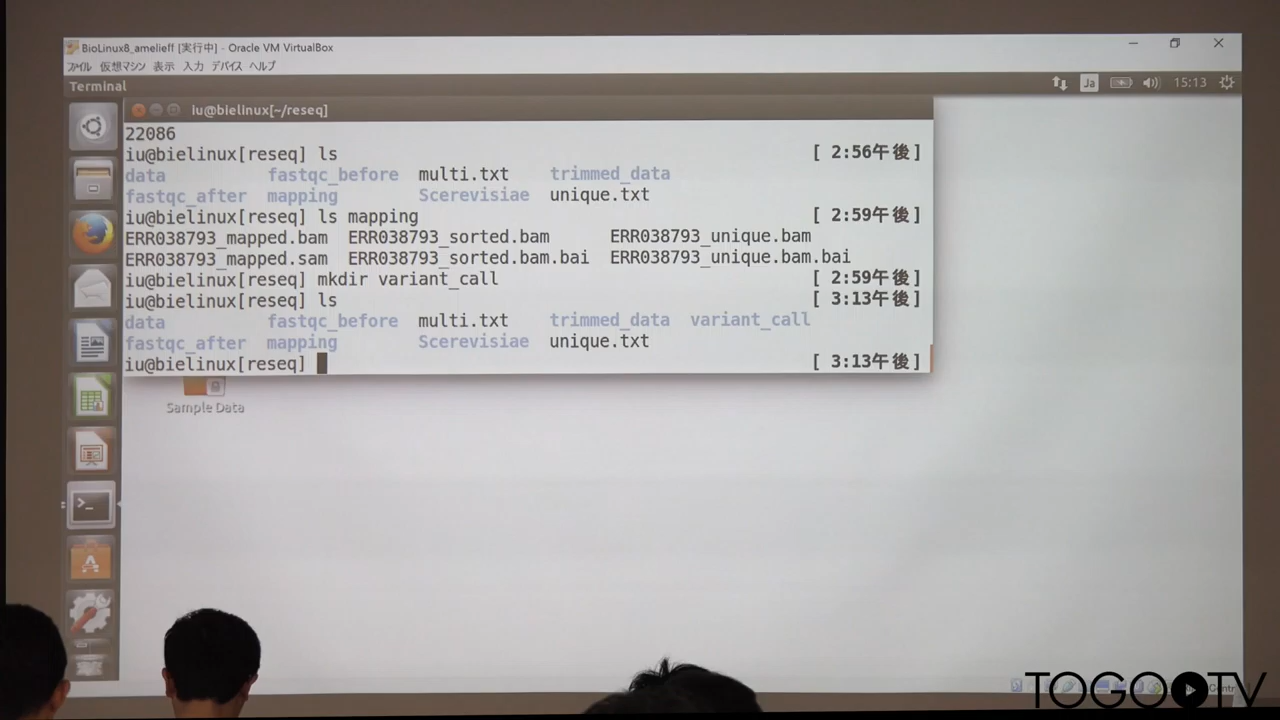 BioLinux8_amelieff [実行中] - Oracle VM VirtualBox
ファイル 仮想マシン 表示 入力 デバイス ヘルプ
Terminal
Ja
15:13
iu@bielinux[~/reseq]
22086
iu@bielinux[reseq] ls [ 2:56午後]
data fastqc_before multi.txt trimmed_data
fastqc_after mapping Scerevisiae unique.txt
iu@bielinux[reseq] ls mapping [ 2:59午後]
ERR038793_mapped.bam ERR038793_sorted.bam ERR038793_unique.bam
ERR038793_mapped.sam ERR038793_sorted.bam.bai ERR038793_unique.bam.bai
iu@bielinux[reseq] mkdir variant_call [ 2:59午後]
iu@bielinux[reseq] ls [ 3:13午後]
data fastqc_before multi.txt trimmed_data variant_call
fastqc_after mapping Scerevisiae unique.txt
iu@bielinux[reseq] [ 3:13午後]
Sample Data
TOGO TV